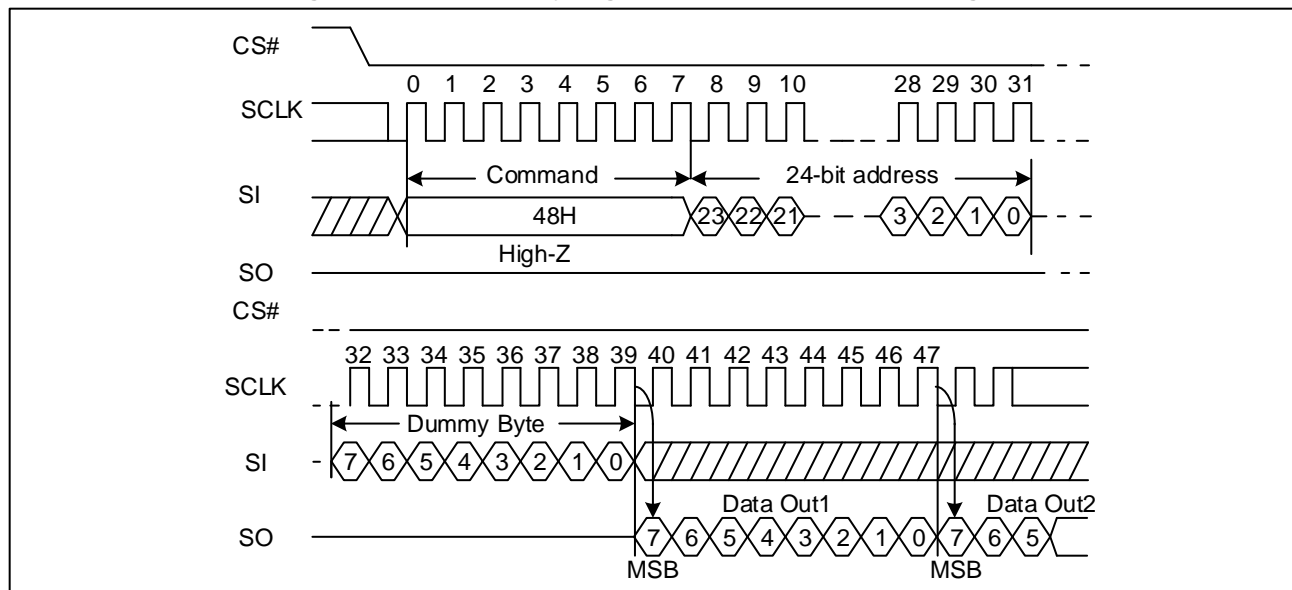 CS#
0 1 2 3 4 5 6 7 8 9 10 28 29 30 31
SCLK
Command 24-bit address
SI
48H 23 22 21 3 2 1 0
High-Z
SO
CS#
32 33 34 35 36 37 38 39 40 41 42 43 44 45 46 47
SCLK
Dummy Byte
SI 7 6 5 4 3 2 1 0
Data Out1 Data Out2
SO 7 6 5 4 3 2 1 0 7 6 5
MSB MSB